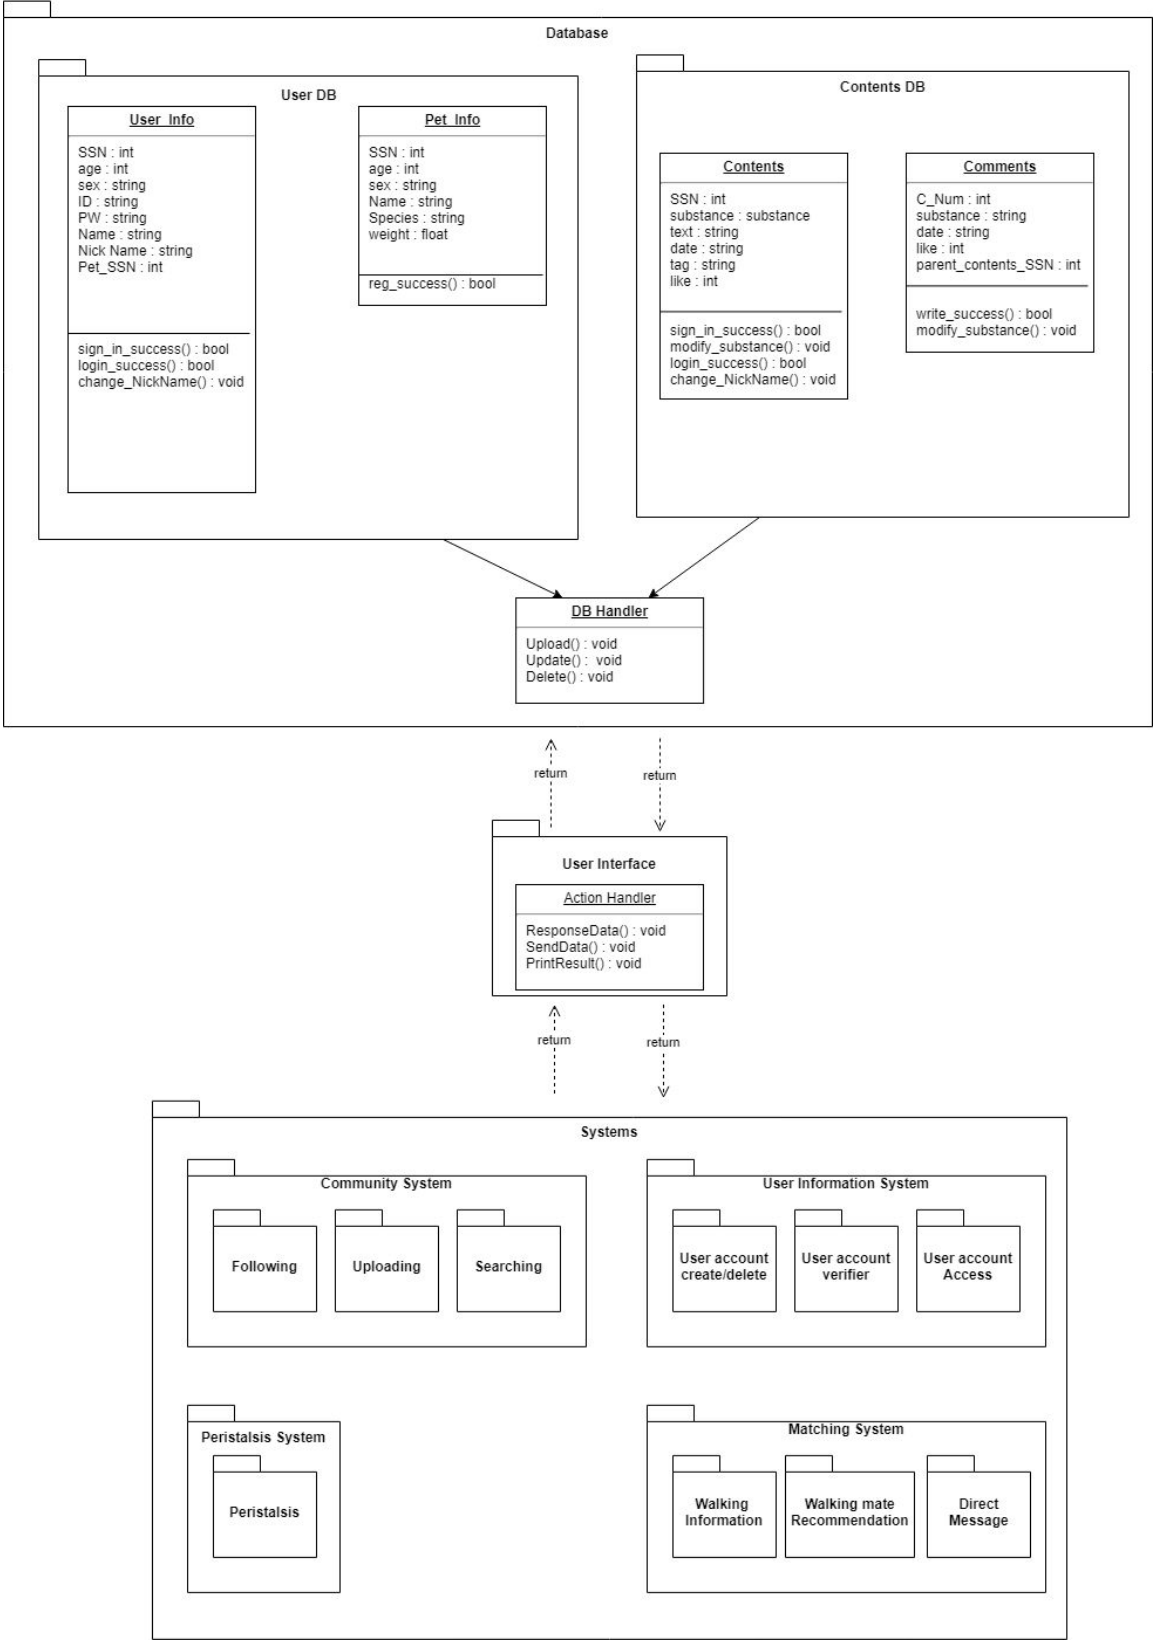 Database
User DB
User_Info
SSN : int
age : int
sex : string
ID : string
PW : string
Name : string
Nick Name : string
Pet_SSN : int
sign_in_success() : bool
login_success() : bool
change_NickName() : void
Pet_Info
SSN : int
age : int
sex : string
Name : string
Species : string
weight : float
reg_success() : bool
Contents DB
Contents
SSN : int
substance : substance
text : string
date : string
tag : string
like : int
sign_in_success() : bool
modify_substance() : void
login_success() : bool
change_NickName() : void
Comments
C_Num : int
substance : string
date : string
like : int
parent_contents_SSN : int
write_success() : bool
modify_substance() : void
DB Handler
Upload() : void
Update() :  void
Delete() : void
return
return
User Interface
Action Handler
ResponseData() : void
SendData() : void
PrintResult() : void
return
return
Systems
Community System
Following
Uploading
Searching
User Information System
User account
create/delete
User account
verifier
User account
Access
Peristalsis System
Peristalsis
Matching System
Walking
Information
Walking mate
Recommendation
Direct
Message